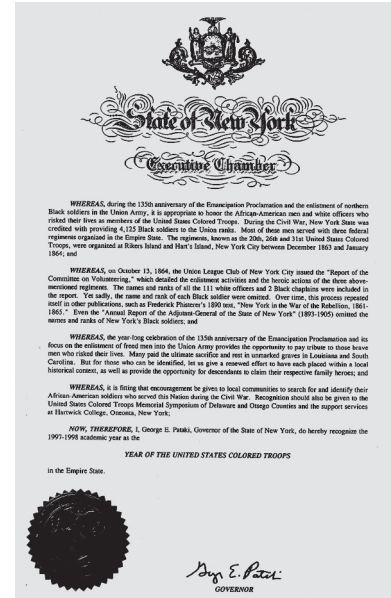 State of New York
Executive Chamber
WHEREAS, during the 135th anniversary of the Emancipation Proclamation and the enlistment of northern
Black soldiers in the Union Army, it is appropriate to honor the African-American men and white officers who
risked their lives as members of the United States Colored Troops. During the Civil War, New York State was
credited with providing 4,125 Black soldiers to the Union ranks. Most of these men served with three federal
regiments organized in the Empire State. The regiments, known as the 20th, 26th and 31st United States Colored
Troops, were organized at Rikers Island and Hart's Island, New York City between December 1863 and January
1864; and
WHEREAS, on October 13, 1864, the Union League Club of New York City issued the "Report of the
Committee on Volunteering," which detailed the enlistment activities and the heroic actions of the three above-
mentioned regiments. The names and ranks of all the 111 white officers and 2 Black chaplains were included in
the report. Yet sadly, the name and rank of each Black soldier were omitted. Over time, this process repeated
itself in other publications, such as Frederick Phisterer's 1890 text, "New York in the War of the Rebellion, 1861-
1865." Even the "Annual Report of the Adjutant-General of the State of New York" (1893-1905) omitted the
names and ranks of New York's Black soldiers; and
WHEREAS, the year-long celebration of the 135th anniversary of the Emancipation Proclamation and its
focus on the enlistment of freed men into the Union Army provides the opportunity to pay tribute to those brave
men who risked their lives. Many paid the ultimate sacrifice and rest in unmarked graves in Louisiana and South
Carolina. But for those who can be identified, let us give a renewed effort to have each placed within a local
historical context, as well as provide the opportunity for descendants to claim their respective family heroes; and
WHEREAS, it is fitting that encouragement be given to local communities to search for and identify their
African-American soldiers who served this Nation during the Civil War. Recognition should also be given to the
United States Colored Troops Memorial Symposium of Delaware and Otsego Counties and the support services
at Hartwick College, Oneonta, New York;
NOW, THEREFORE, I, George E. Pataki, Governor of the State of New York, do hereby recognize the
1997-1998 academic year as the
YEAR OF THE UNITED STATES COLORED TROOPS
in the Empire State.
George E. Pataki
GOVERNOR